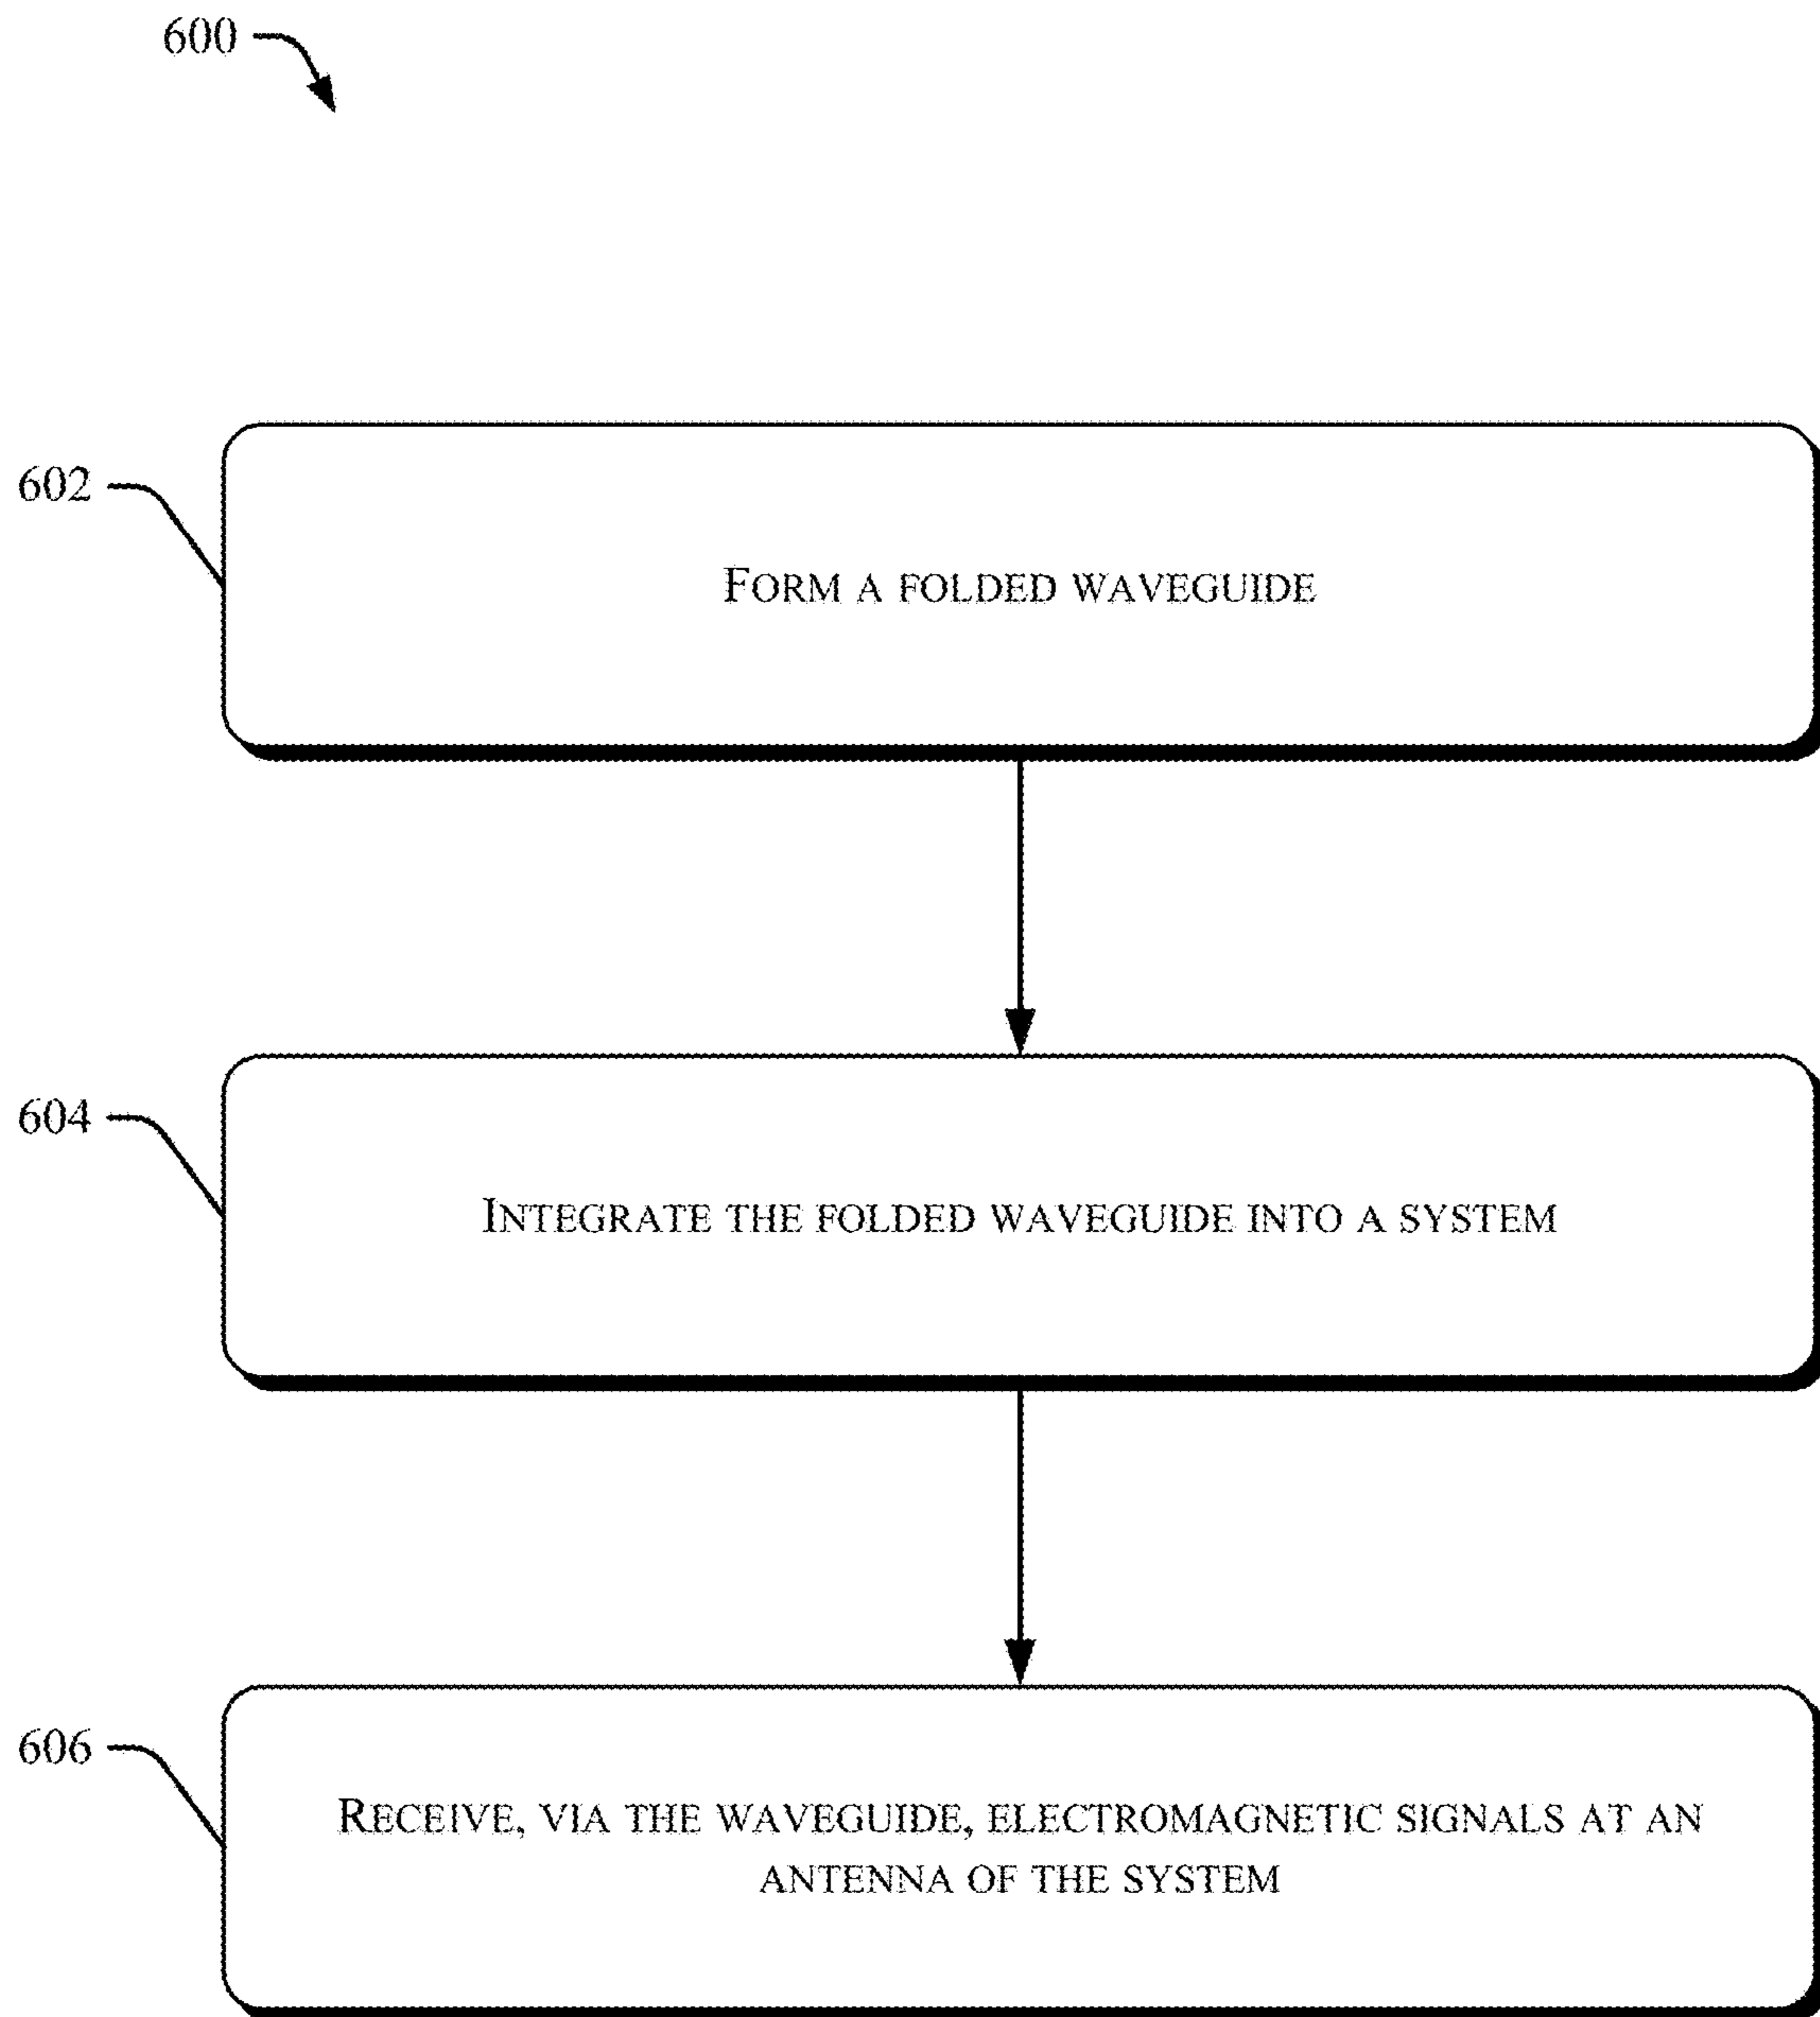 600
602
FORM A FOLDED WAVEGUIDE
604
INTEGRATE THE FOLDED WAVEGUIDE INTO A SYSTEM
606
RECEIVE, VIA THE WAVEGUIDE, ELECTROMAGNETIC SIGNALS AT AN
ANTENNA OF THE SYSTEM